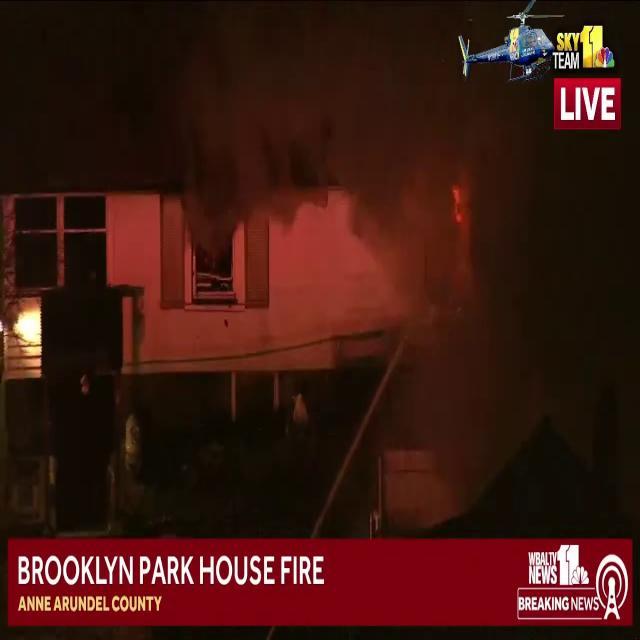 SKY
TEAM 11
LIVE
BROOKLYN PARK HOUSE FIRE
ANNE ARUNDEL COUNTY
WBALTV
NEWS 11
BREAKING NEWS